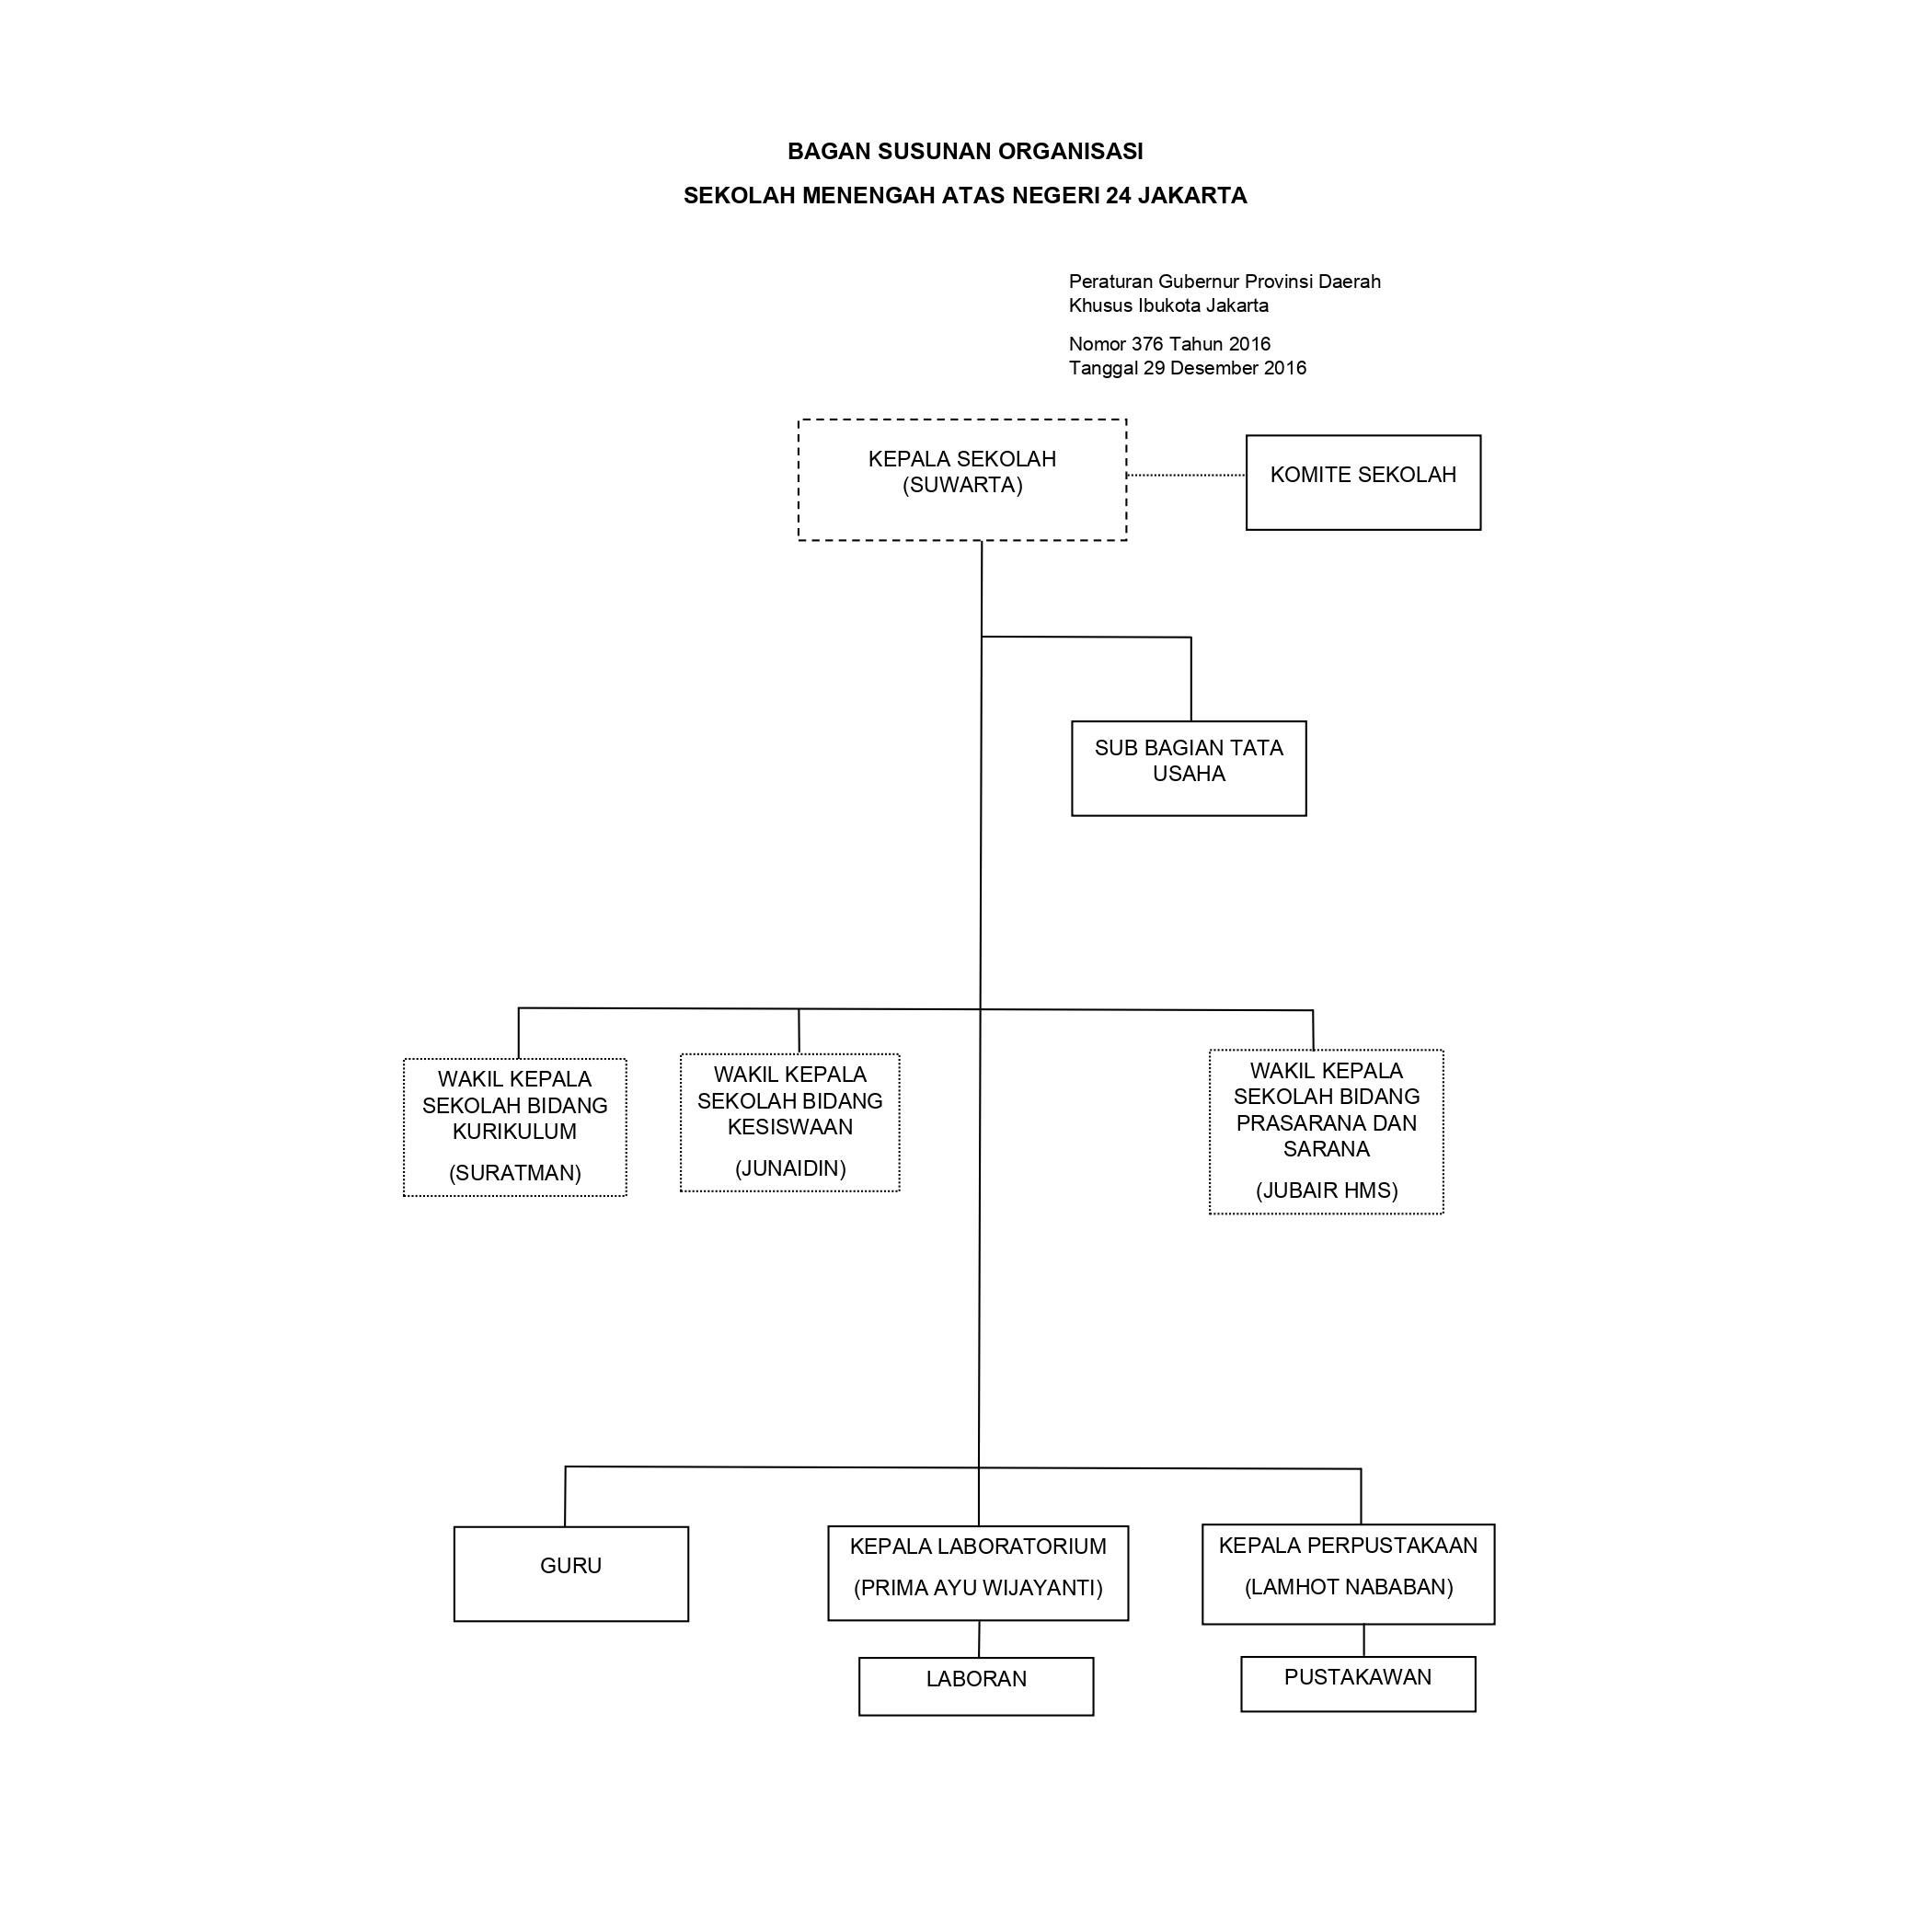 BAGAN SUSUNAN ORGANISASI
SEKOLAH MENENGAH ATAS NEGERI 24 JAKARTA
Peraturan Gubernur Provinsi Daerah
Khusus Ibukota Jakarta
Nomor 376 Tahun 2016
Tanggal 29 Desember 2016
KEPALA SEKOLAH
(SUWARTA)
KOMITE SEKOLAH
SUB BAGIAN TATA
USAHA
WAKIL KEPALA
SEKOLAH BIDANG
KURIKULUM
(SURATMAN)
WAKIL KEPALA
SEKOLAH BIDANG
KESISWAAN
(JUNAIDIN)
WAKIL KEPALA
SEKOLAH BIDANG
PRASARANA DAN
SARANA
(JUBAIR HMS)
GURU
KEPALA LABORATORIUM
(PRIMA AYU WIJAYANTI)
KEPALA PERPUSTAKAAN
(LAMHOT NABABAN)
LABORAN
PUSTAKAWAN